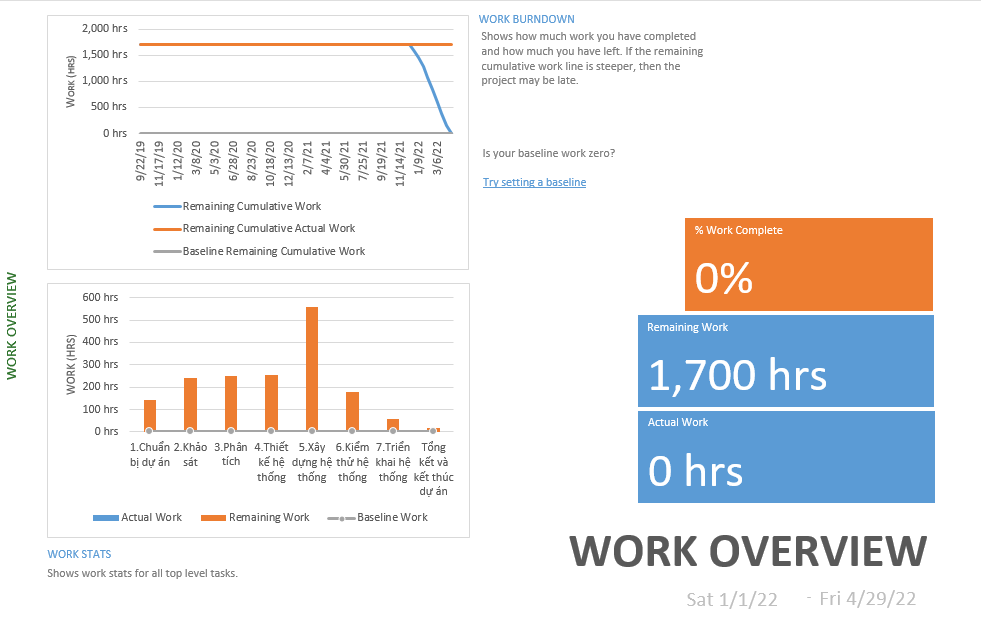 WORK OVERVIEW
2,000 hrs
1,500 hrs
1,000 hrs
500 hrs
0 hrs
WORK (HRS)
9/22/19
11/17/19
1/12/20
3/8/20
5/3/20
6/28/20
8/23/20
10/18/20
12/13/20
2/7/21
4/4/21
5/30/21
7/25/21
9/19/21
11/14/21
1/9/22
3/6/22
Remaining Cumulative Work
Remaining Cumulative Actual Work
Baseline Remaining Cumulative Work
WORK BURNDOWN
Shows how much work you have completed
and how much you have left. If the remaining
cumulative work line is steeper, then the
project may be late.
Is your baseline work zero?
Try setting a baseline
600 hrs
500 hrs
400 hrs
300 hrs
200 hrs
100 hrs
0 hrs
WORK (HRS)
1.Chuẩn
bị dự án
2.Khảo
sát
3.Phân
tích
4.Thiết
kế hệ
thống
5.Xây
dựng hệ
thống
6.Kiểm
thử hệ
thống
7.Triển
khai hệ
thống
Tổng
kết và
kết thúc
dự án
Actual Work
Remaining Work
Baseline Work
WORK STATS
Shows work stats for all top level tasks.
% Work Complete
0%
Remaining Work
1,700 hrs
Actual Work
0 hrs
WORK OVERVIEW
Sat 1/1/22 - Fri 4/29/22